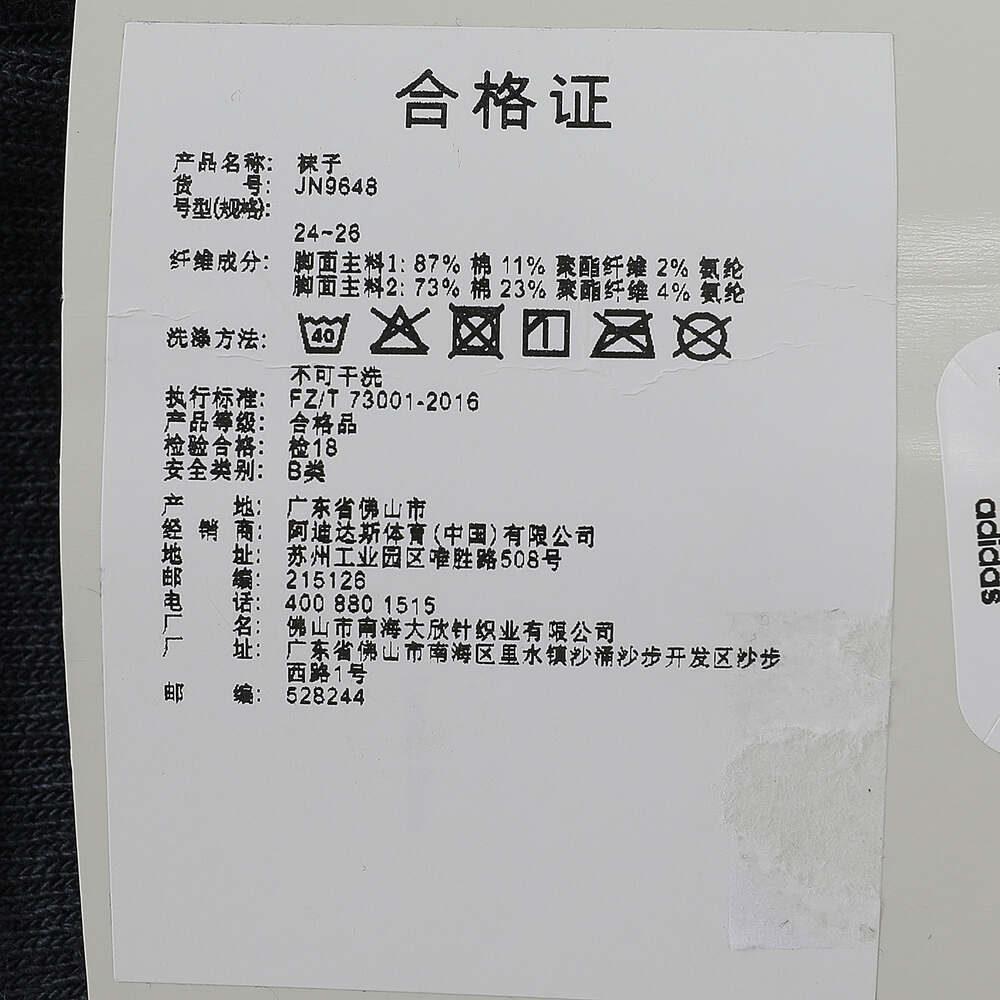 合格证
产品名称: 袜子
货 号: JN9648
号型(规格):
24-26
纤维成分: 脚面主料1: 87% 棉 11% 聚酯纤维 2% 氨纶
脚面主料2: 73% 棉 23% 聚酯纤维 4% 氨纶
洗涤方法: 40
不可干洗
执行标准: FZ/T 73001-2016
产品等级: 合格品
检验合格: 检18
安全类别: B类
产 地: 广东省佛山市
经 销 商: 阿迪达斯体育(中国)有限公司
地 址: 苏州工业园区唯胜路508号
邮 编: 215126
电 话: 400 880 1515
厂 名: 佛山市南海大欣针织业有限公司
厂 址: 广东省佛山市南海区里水镇沙涌沙步开发区沙步
西路1号
邮 编: 528244
adidas